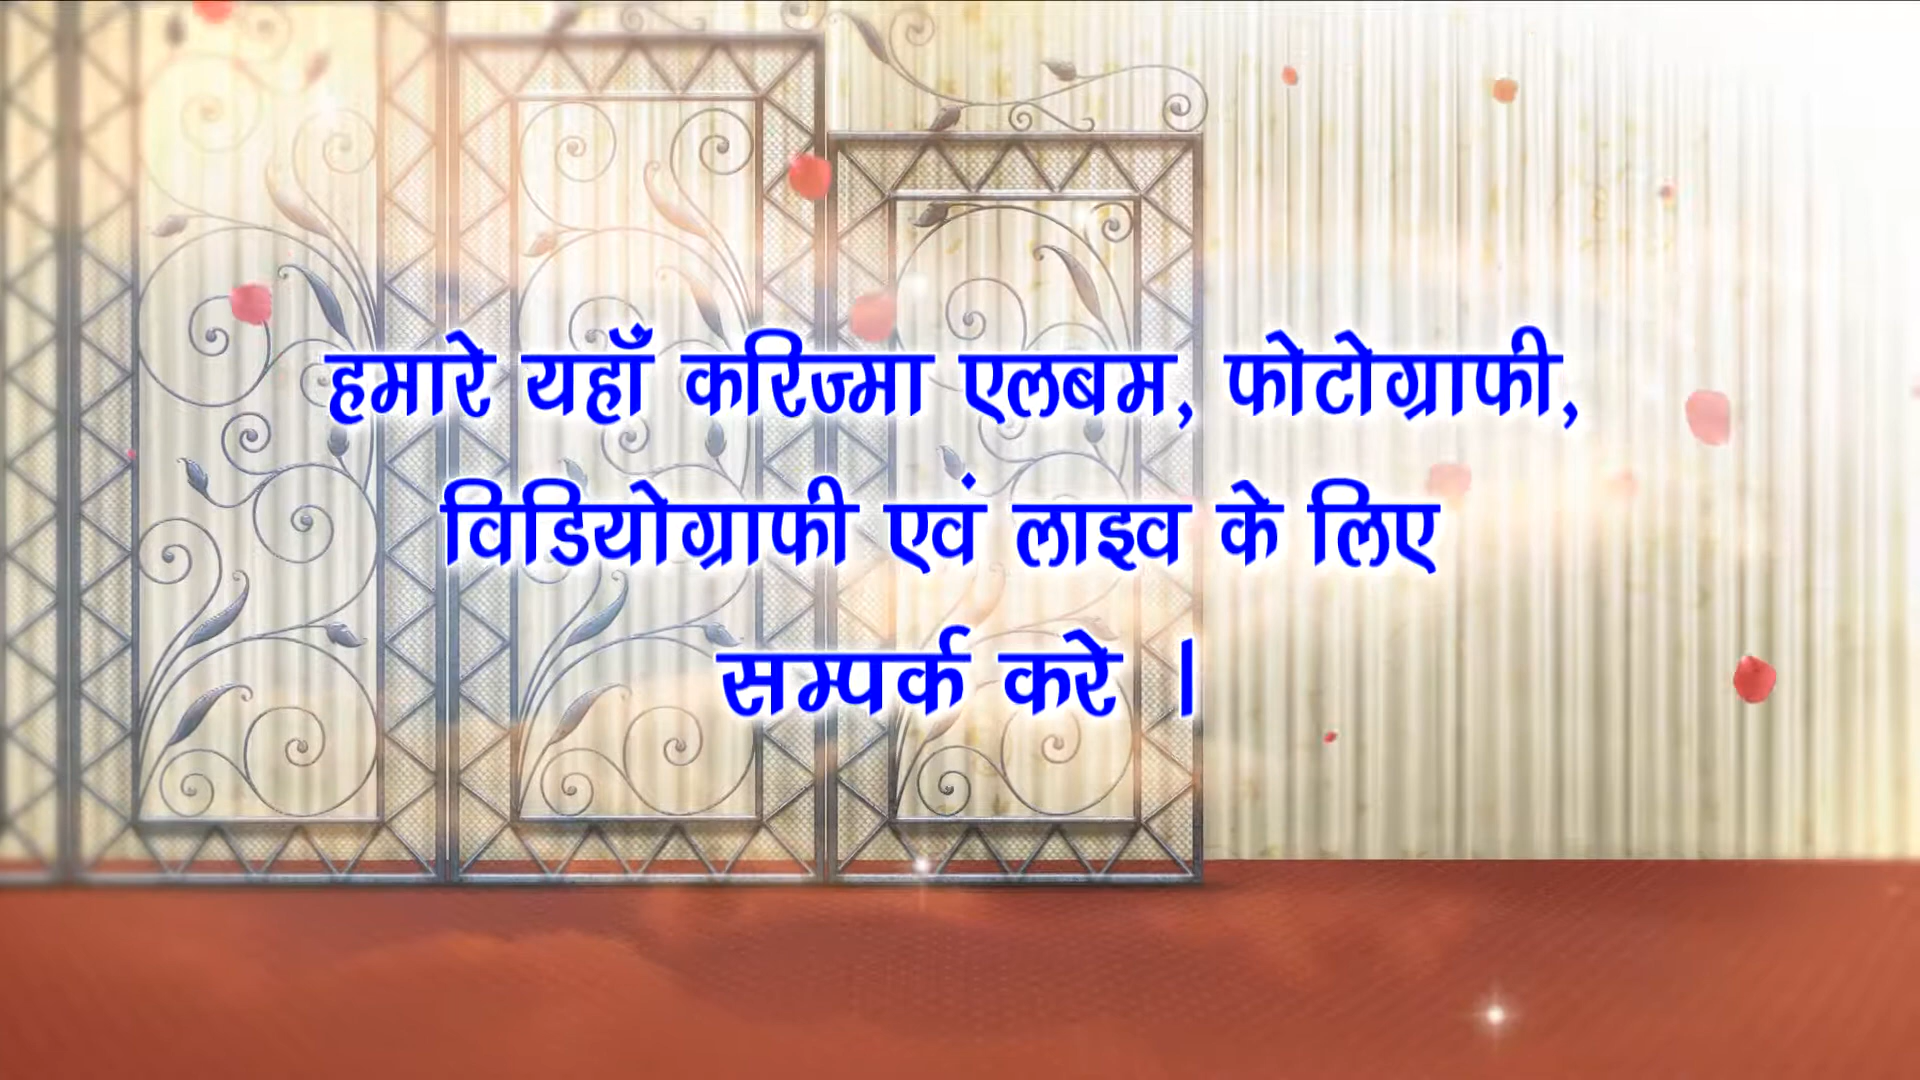 हमारे यहाँ करिज्मा एलबम, फोटोग्राफी,
विडियोग्राफी एवं लाइव के लिए
सम्पर्क करे ।